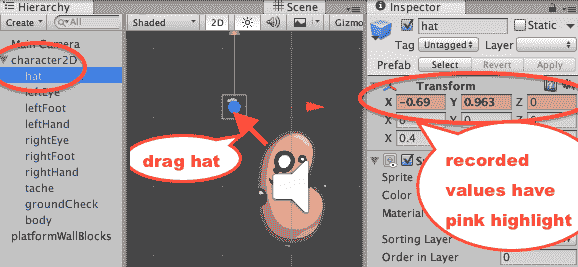 Hierarchy
Create
All
Main Camera
character2D
hat
leftEye
leftFoot
leftHand
rightEye
rightFoot
rightHand
tache
groundCheck
body
platformWallBlocks
Scene
Shaded
2D
Gizmo
drag hat
Inspector
hat
Static
Tag
Untagged
Layer
Prefab
Select
Revert
Apply
Transform
X -0.69 Y 0.963 Z 0
X 0
X 0.4
Sprite
Color
Material
Sorting Layer
Order in Layer 0
recorded
values have
pink highlight